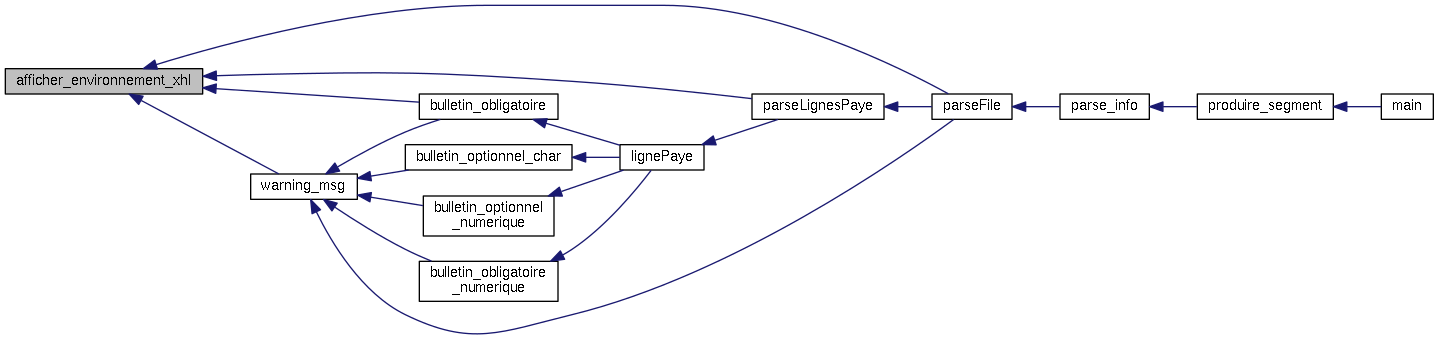 afficher_environnement_xhl
bulletin_obligatoire
parseLignesPaye
parseFile
parse_info
produire_segment
main
bulletin_optionnel_char
lignePaye
warning_msg
bulletin_optionnel
_numerique
bulletin_obligatoire
_numerique